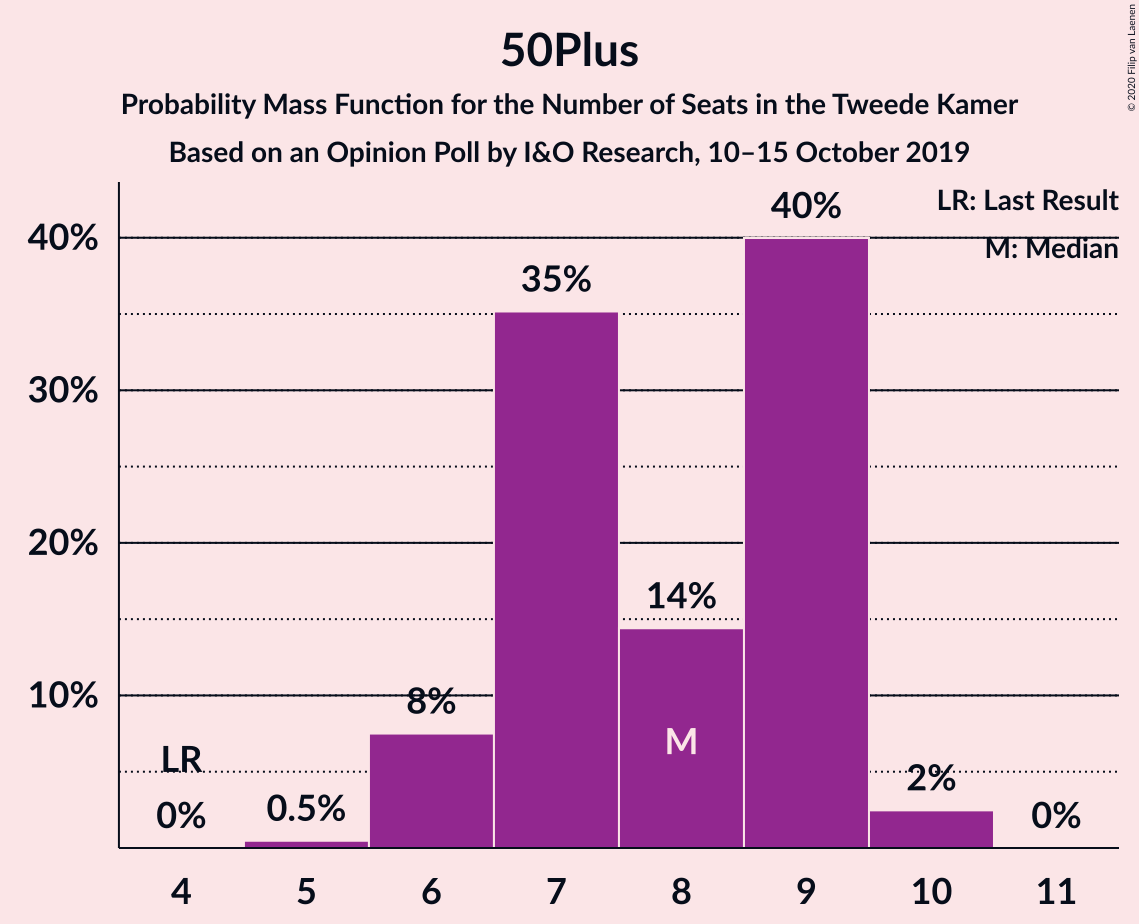 50Plus
Probability Mass Function for the Number of Seats in the Tweede Kamer
Based on an Opinion Poll by I&O Research, 10–15 October 2019
© 2020 Filip van Laenen
LR: Last Result
M: Median
40%
30%
20%
10%
LR
0%
0.5%
8%
35%
14%
M
40%
2%
0%
4 5 6 7 8 9 10 11